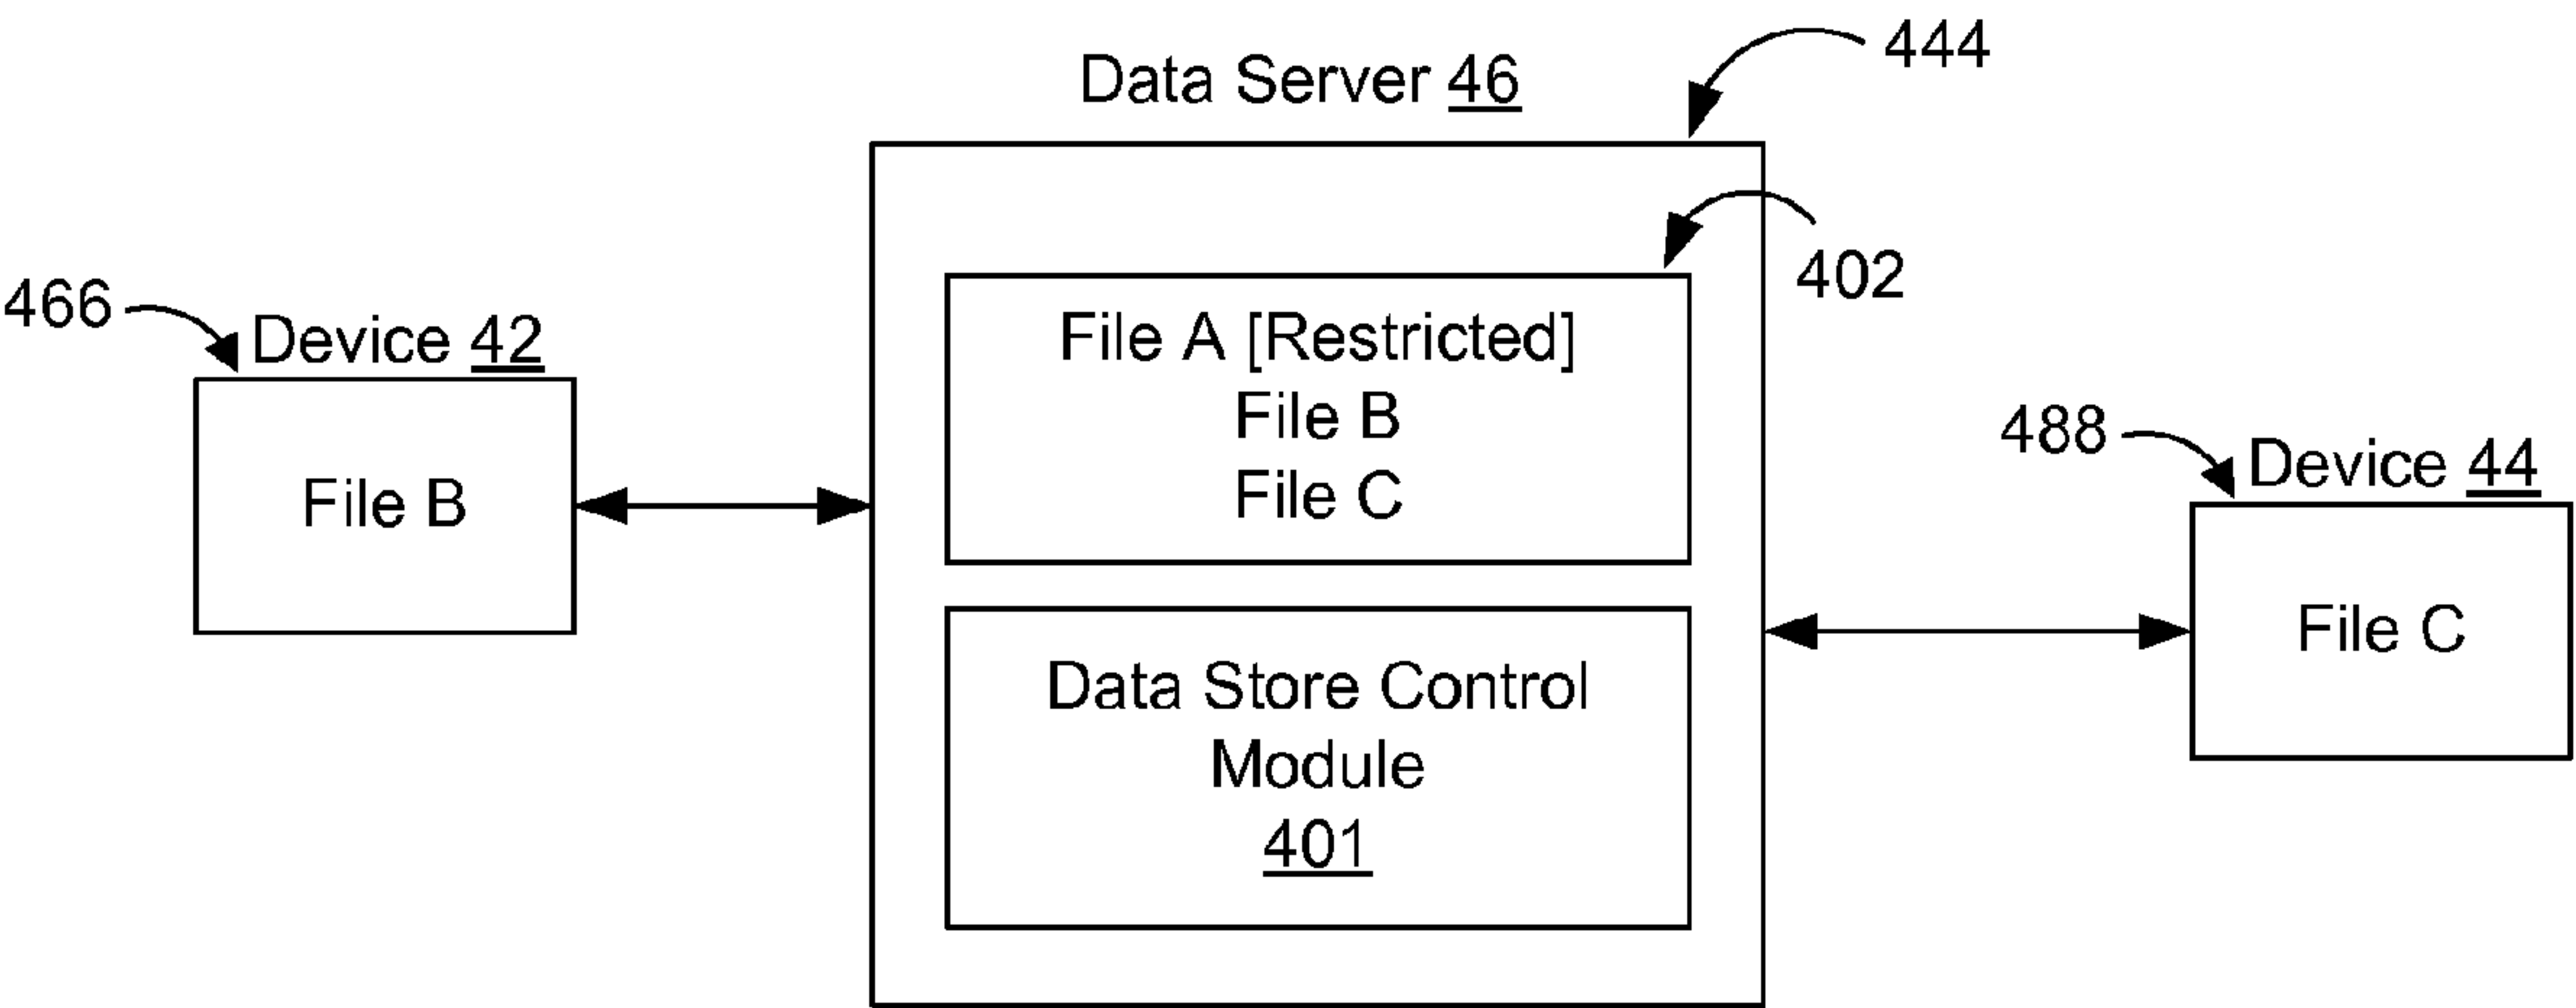 444
Data Server 46
402
466
Device 42
File A [Restricted]
File B
File C
488
Device 44
File B
File C
Data Store Control
Module
401